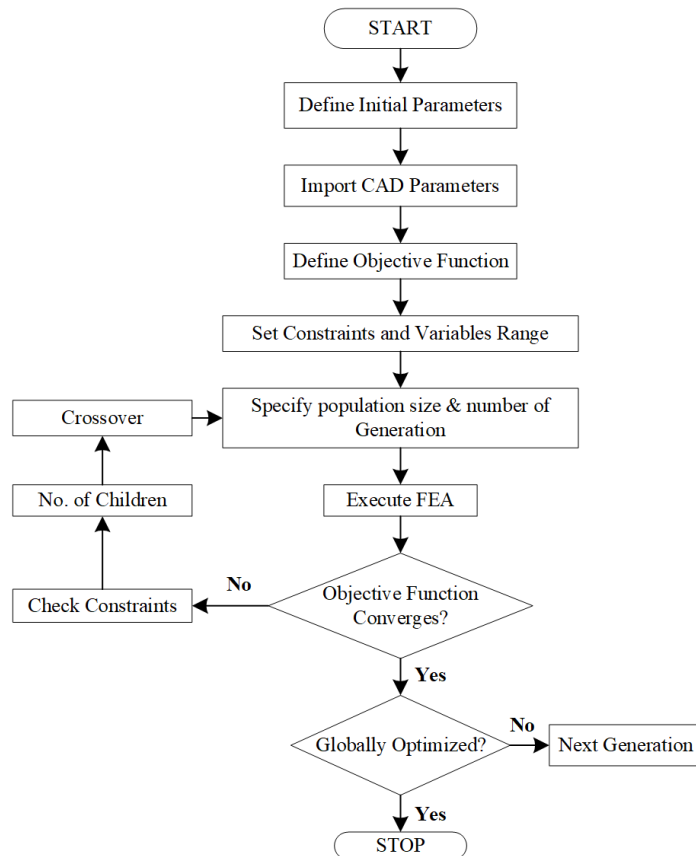 START
Define Initial Parameters
Import CAD Parameters
Define Objective Function
Set Constraints and Variables Range
Specify population size & number of
Generation
Crossover
No. of Children
Execute FEA
Check Constraints
No
Objective Function
Converges?
Yes
Globally Optimized?
No
Next Generation
Yes
STOP